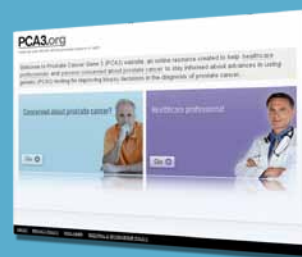 PCA3.org
Welcome to Prostate Cancer Gene 3 (PCA3) website, an online resource created to help healthcare
professionals and persons concerned about prostate cancer to stay informed about advances in using
genetic (PCA3) testing for improving biopsy decisions in the diagnosis of prostate cancer.
Concerned about prostate cancer?
Healthcare professional
Go
Go